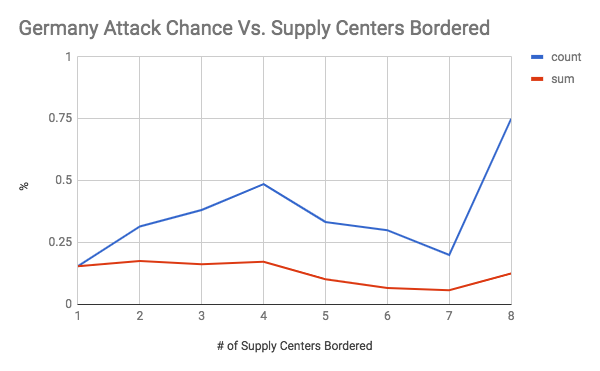 Germany Attack Chance Vs. Supply Centers Bordered
1
0.75
0.5
0.25
0
%
1 2 3 4 5 6 7 8
# of Supply Centers Bordered
count
sum